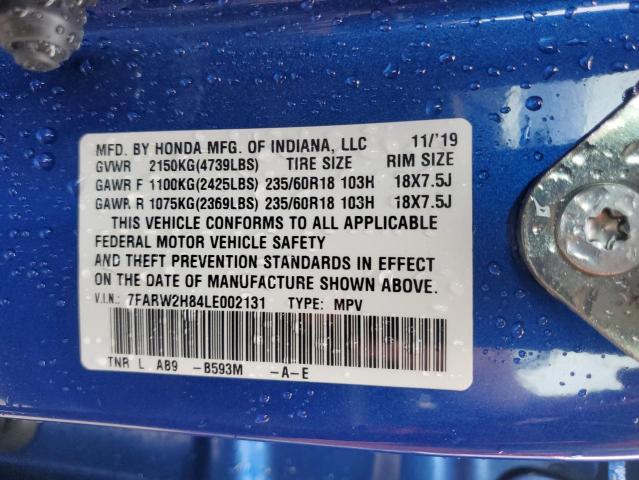 MFD. BY HONDA MFG. OF INDIANA, LLC 11/'19
GVWR 2150KG(4739LBS) TIRE SIZE RIM SIZE
GAWR F 1100KG(2425LBS) 235/60R18 103H 18X7.5J
GAWR R 1075KG(2369LBS) 235/60R18 103H 18X7.5J
THIS VEHICLE CONFORMS TO ALL APPLICABLE
FEDERAL MOTOR VEHICLE SAFETY
AND THEFT PREVENTION STANDARDS IN EFFECT
ON THE DATE OF MANUFACTURE SHOWN ABOVE.
V.I.N.: 7FARW2H84LE002131 TYPE: MPV
TNR L AB9 -B593M -A-E